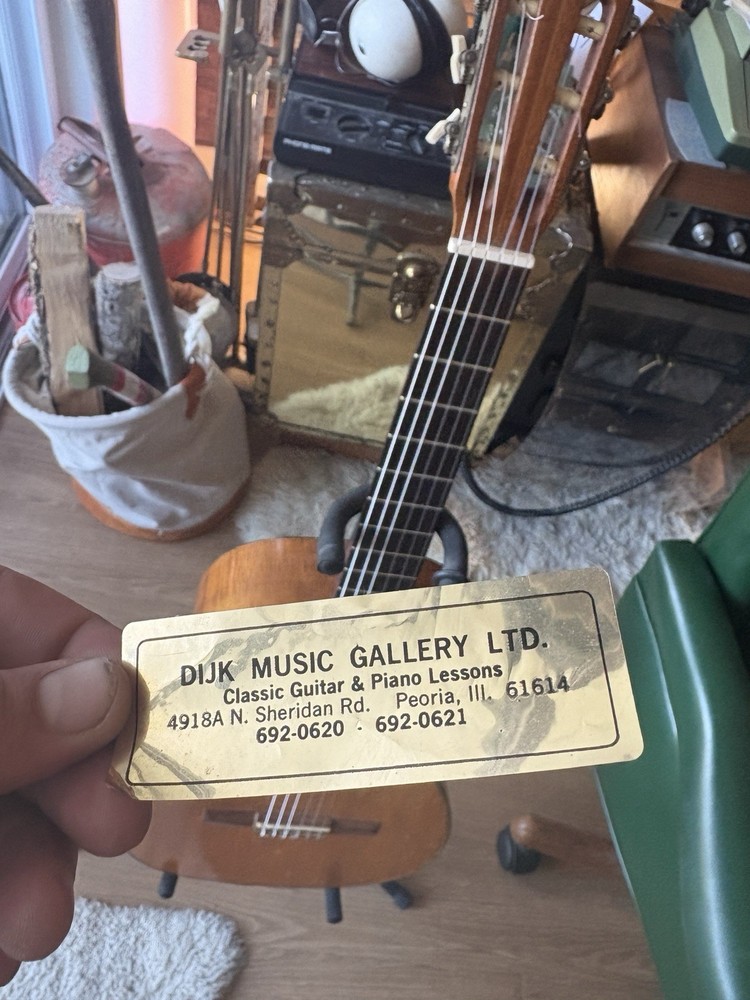 DIJK MUSIC GALLERY LTD.
Classic Guitar & Piano Lessons
4918A N. Sheridan Rd. Peoria, Ill. 61614
692-0620 - 692-0621